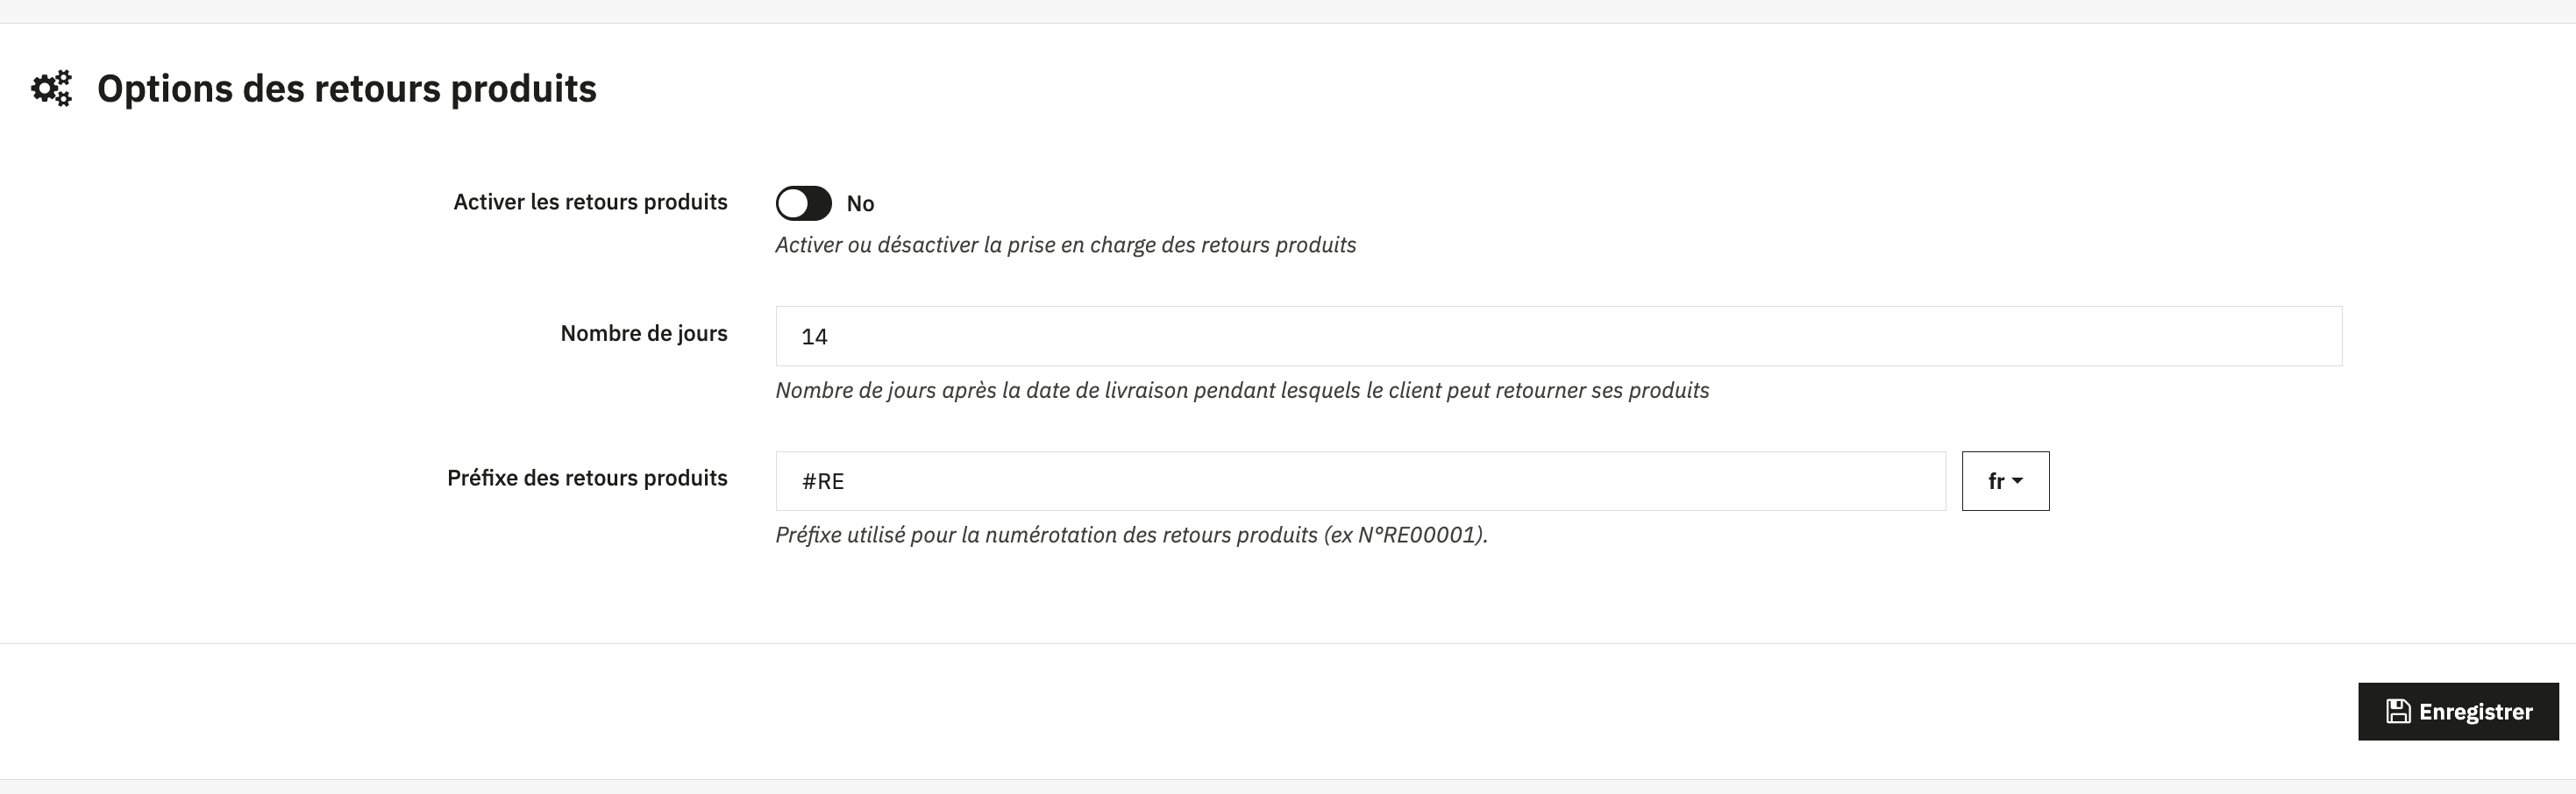 Options des retours produits
Activer les retours produits
No
Activer ou désactiver la prise en charge des retours produits
Nombre de jours
14
Nombre de jours après la date de livraison pendant lesquels le client peut retourner ses produits
Préfixe des retours produits
#RE
fr
Préfixe utilisé pour la numérotation des retours produits (ex N°RE00001).
Enregistrer